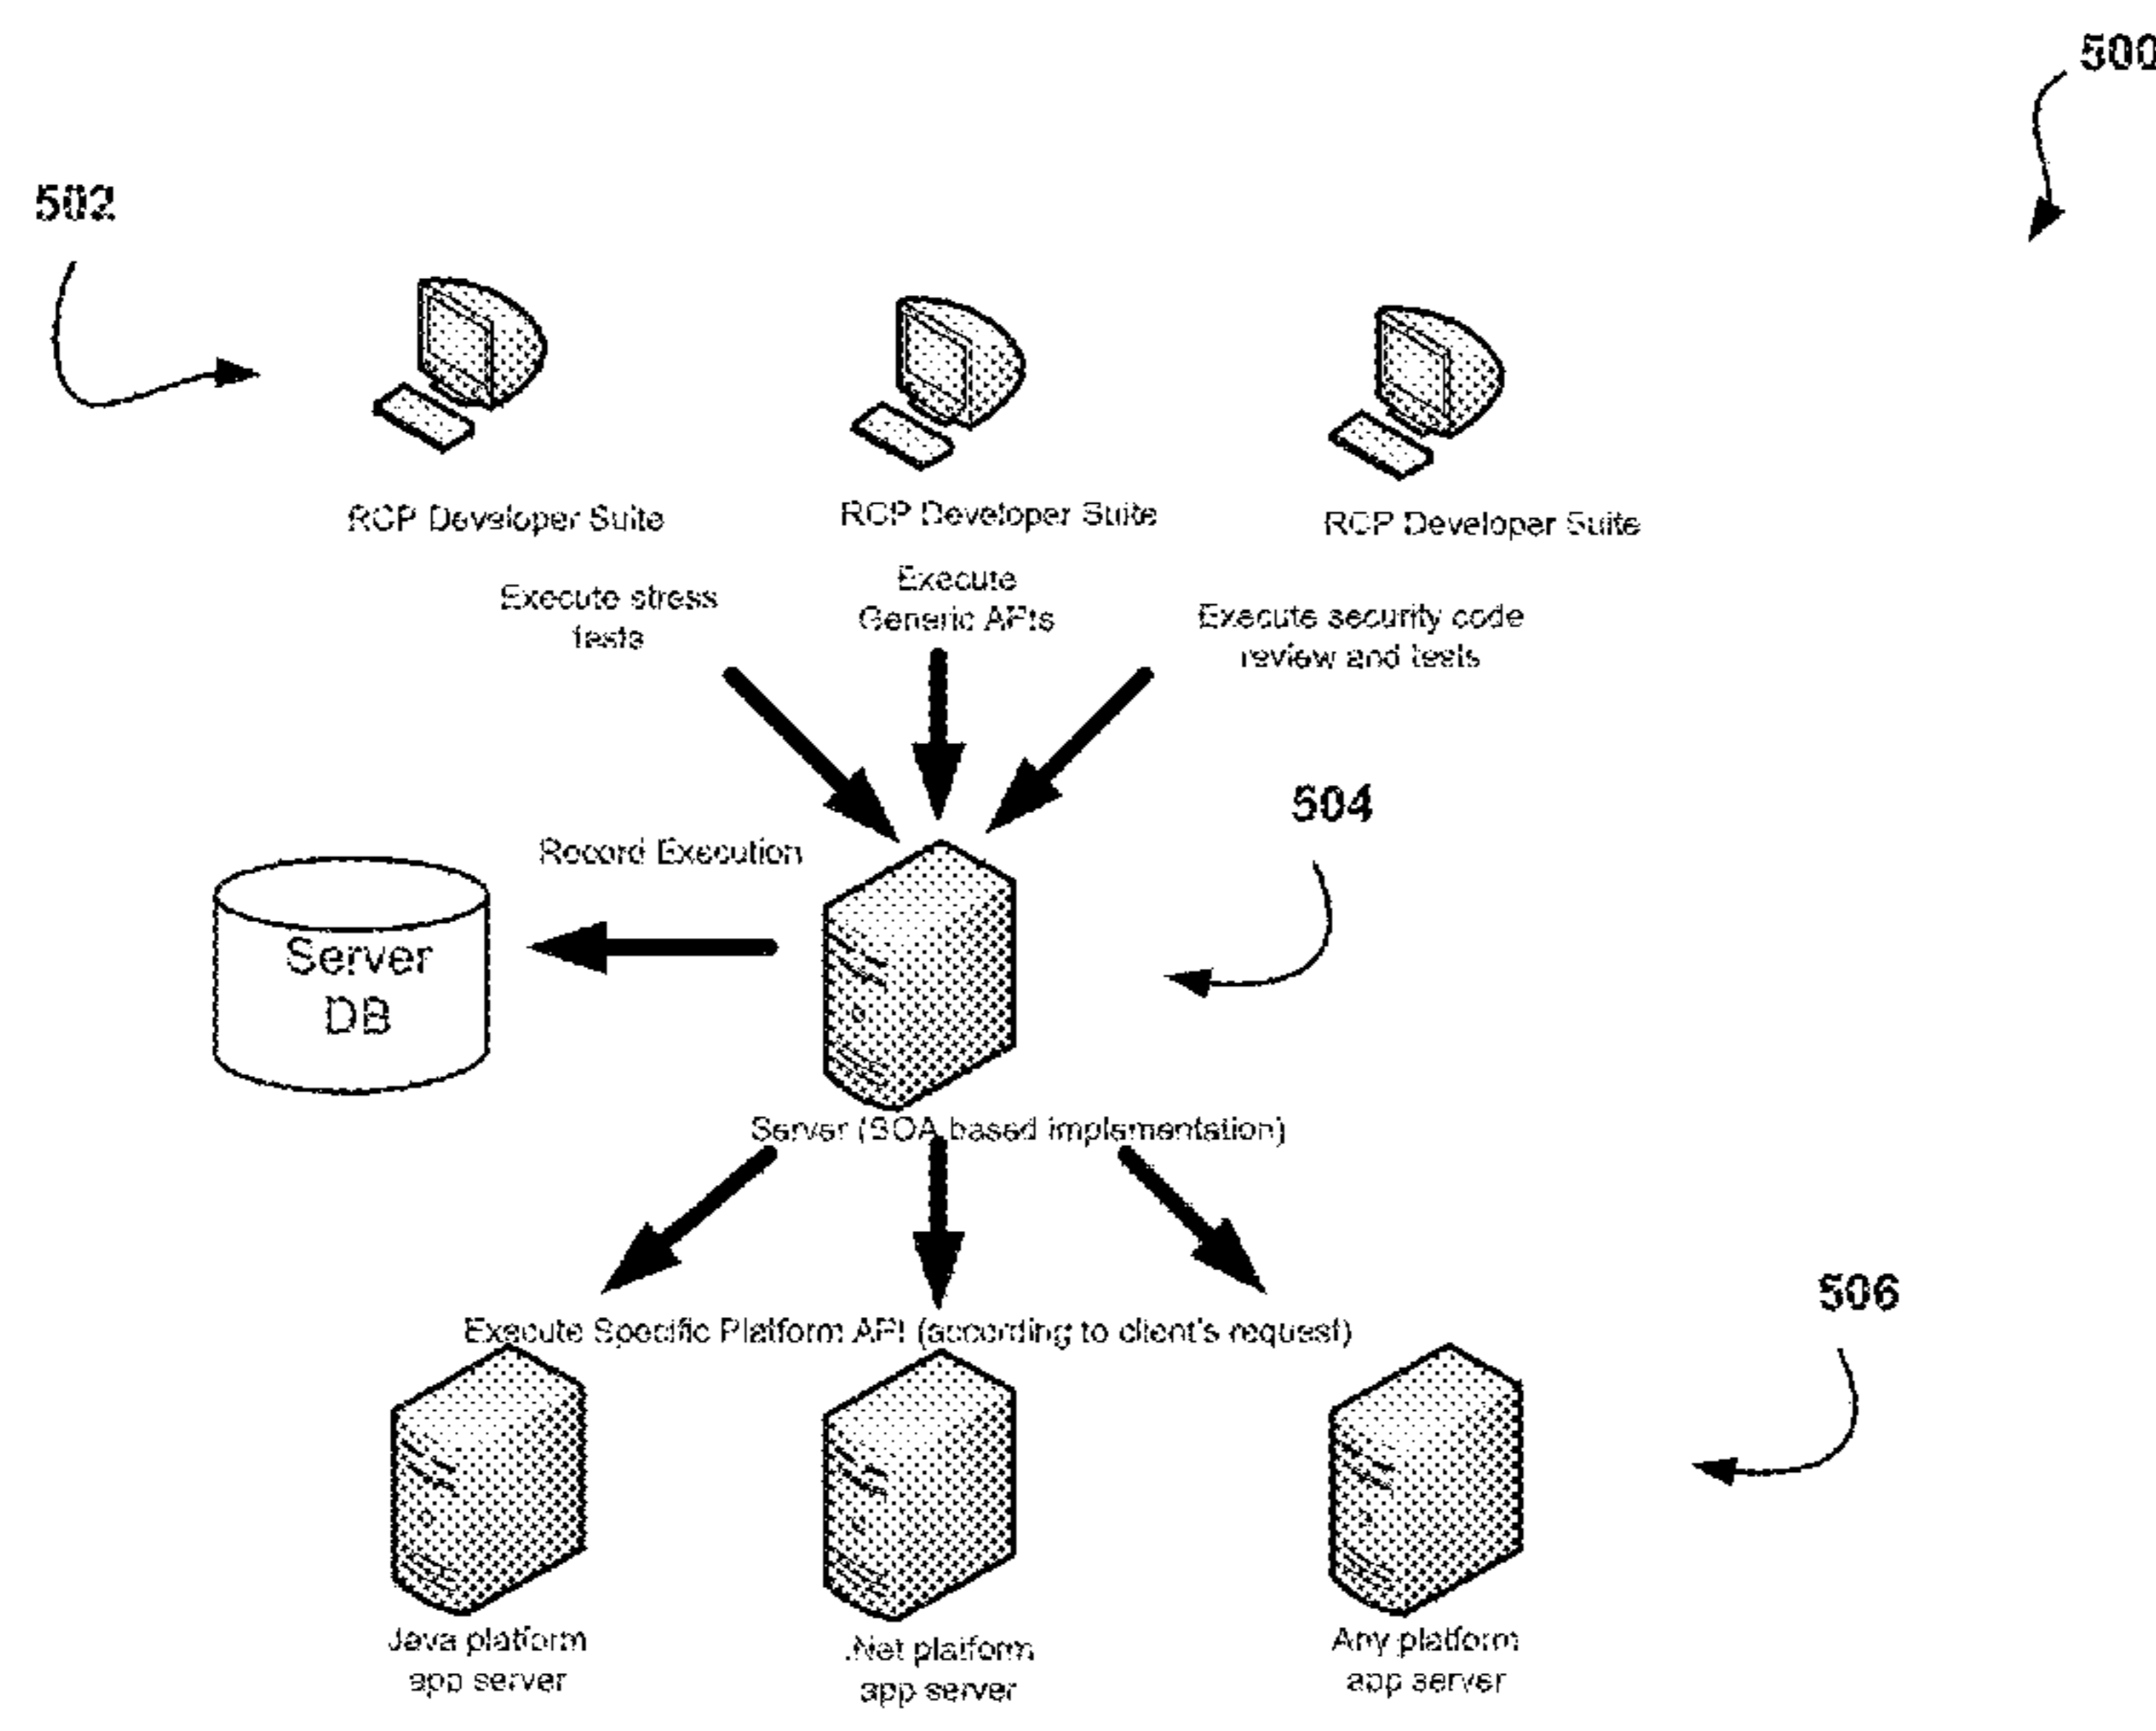 500
502
RCP Developer Suite
RCP Developer Suite
RCP Developer Suite
Execute stress
tests
Execute
Generic APIs
Execute security code
review and tests
504
Record Execution
Server
DB
Server (SOA based implementation)
506
Execute Specific Platform API (according to client's request)
Java platform
app server
.Net platform
app server
Any platform
app server